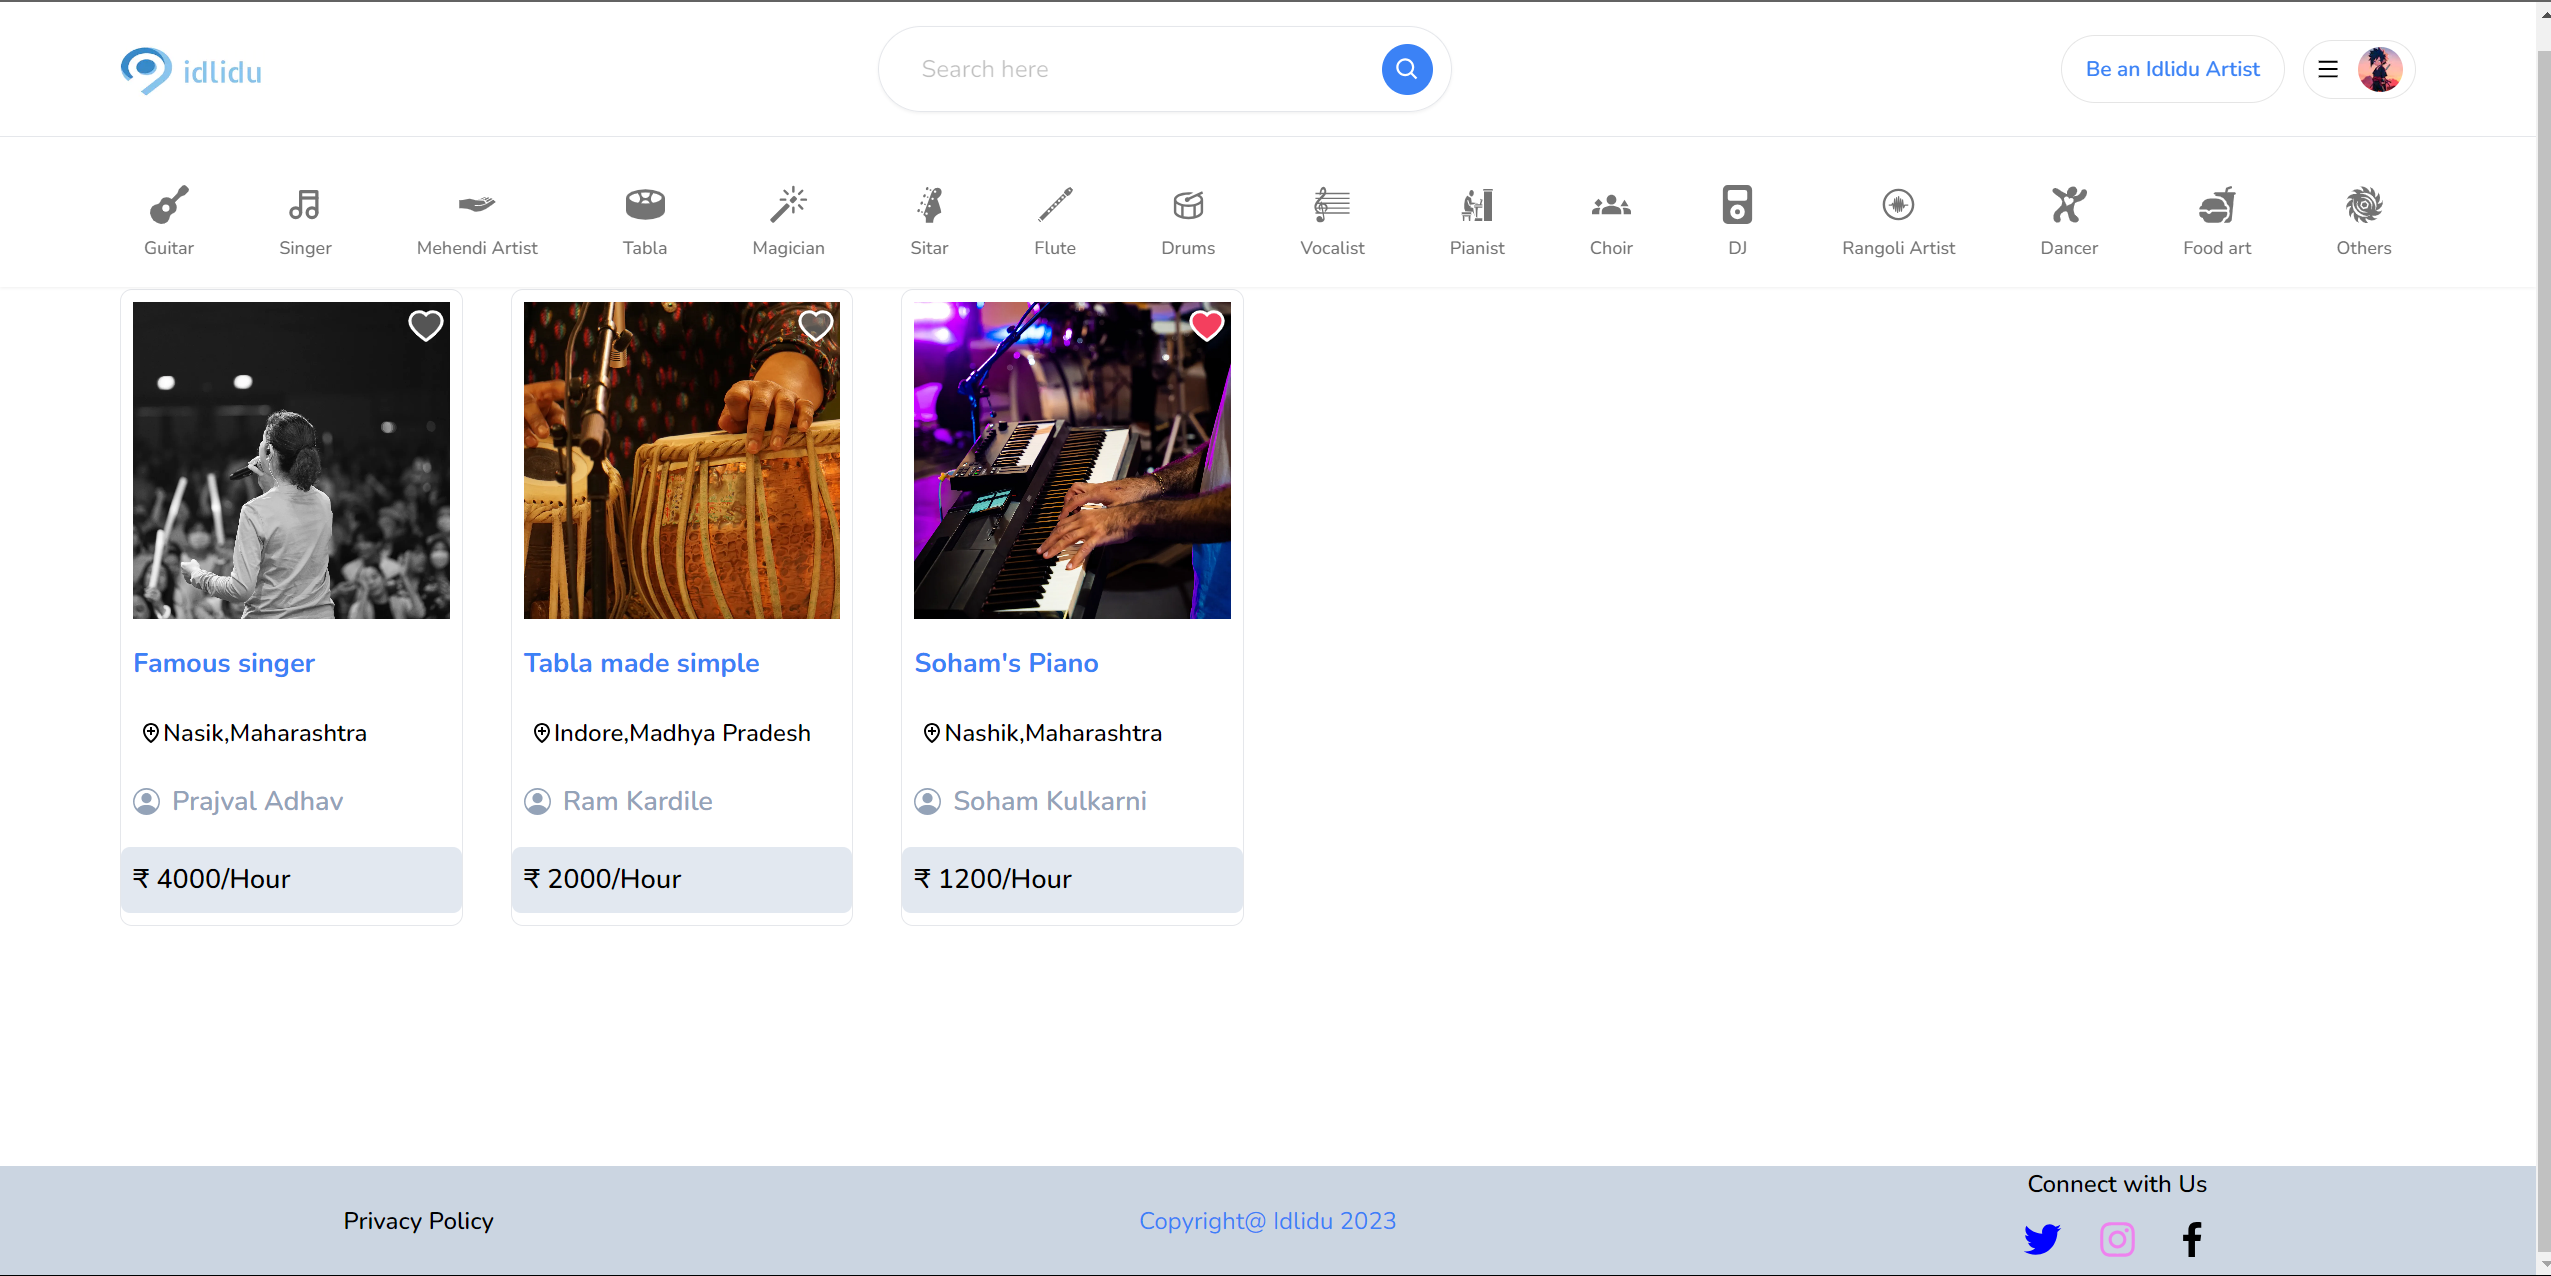 idlidu
Search here
Be an Idlidu Artist
Guitar
Singer
Mehendi Artist
Tabla
Magician
Sitar
Flute
Drums
Vocalist
Pianist
Choir
DJ
Rangoli Artist
Dancer
Food art
Others
Famous singer
Nasik,Maharashtra
Prajval Adhav
₹ 4000/Hour
Tabla made simple
Indore,Madhya Pradesh
Ram Kardile
₹ 2000/Hour
Soham's Piano
Nashik,Maharashtra
Soham Kulkarni
₹ 1200/Hour
Privacy Policy
Copyright@ Idlidu 2023
Connect with Us